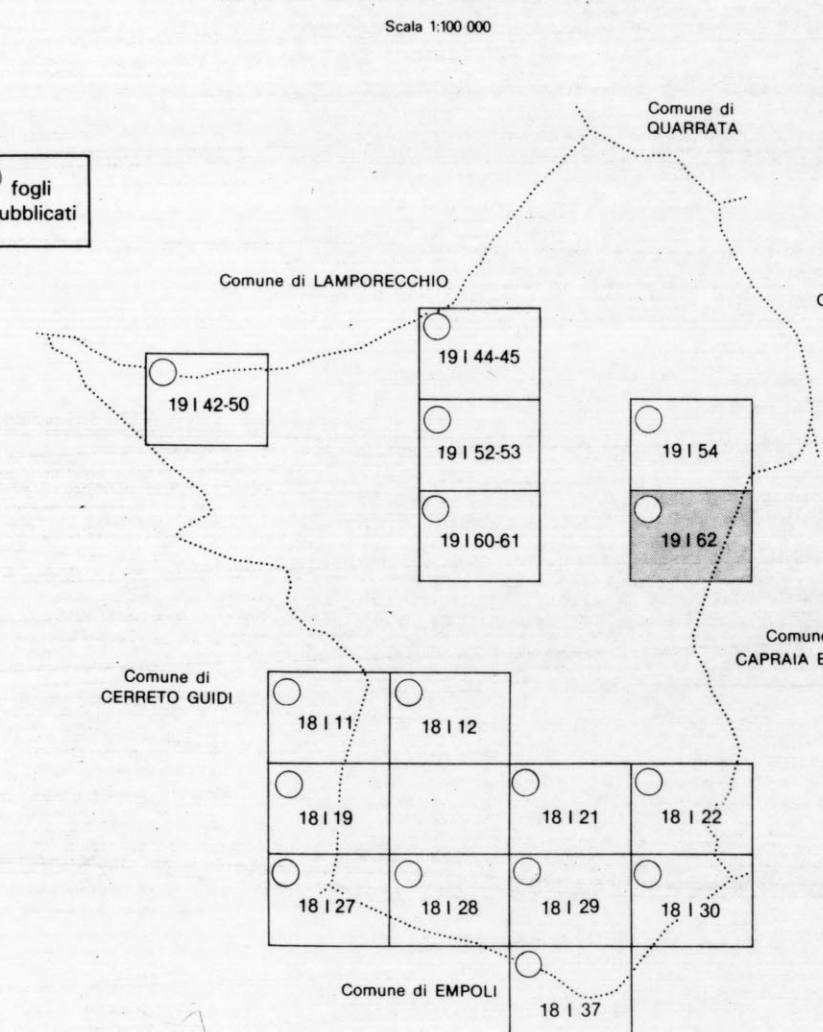 Scala 1:100 000
Comune di
QUARRATA
fogli
ubblicati
Comune di LAMPORECCHIO
C
19 I 44-45
19 I 42-50
19 I 52-53
19 I 54
19 I 60-61
19 I 62
Comune
CAPRAIA E
Comune di
CERRETO GUIDI
18 I 11
18 I 12
18 I 19
18 I 21
18 I 22
18 I 27
18 I 28
18 I 29
18 I 30
Comune di EMPOLI
18 I 37